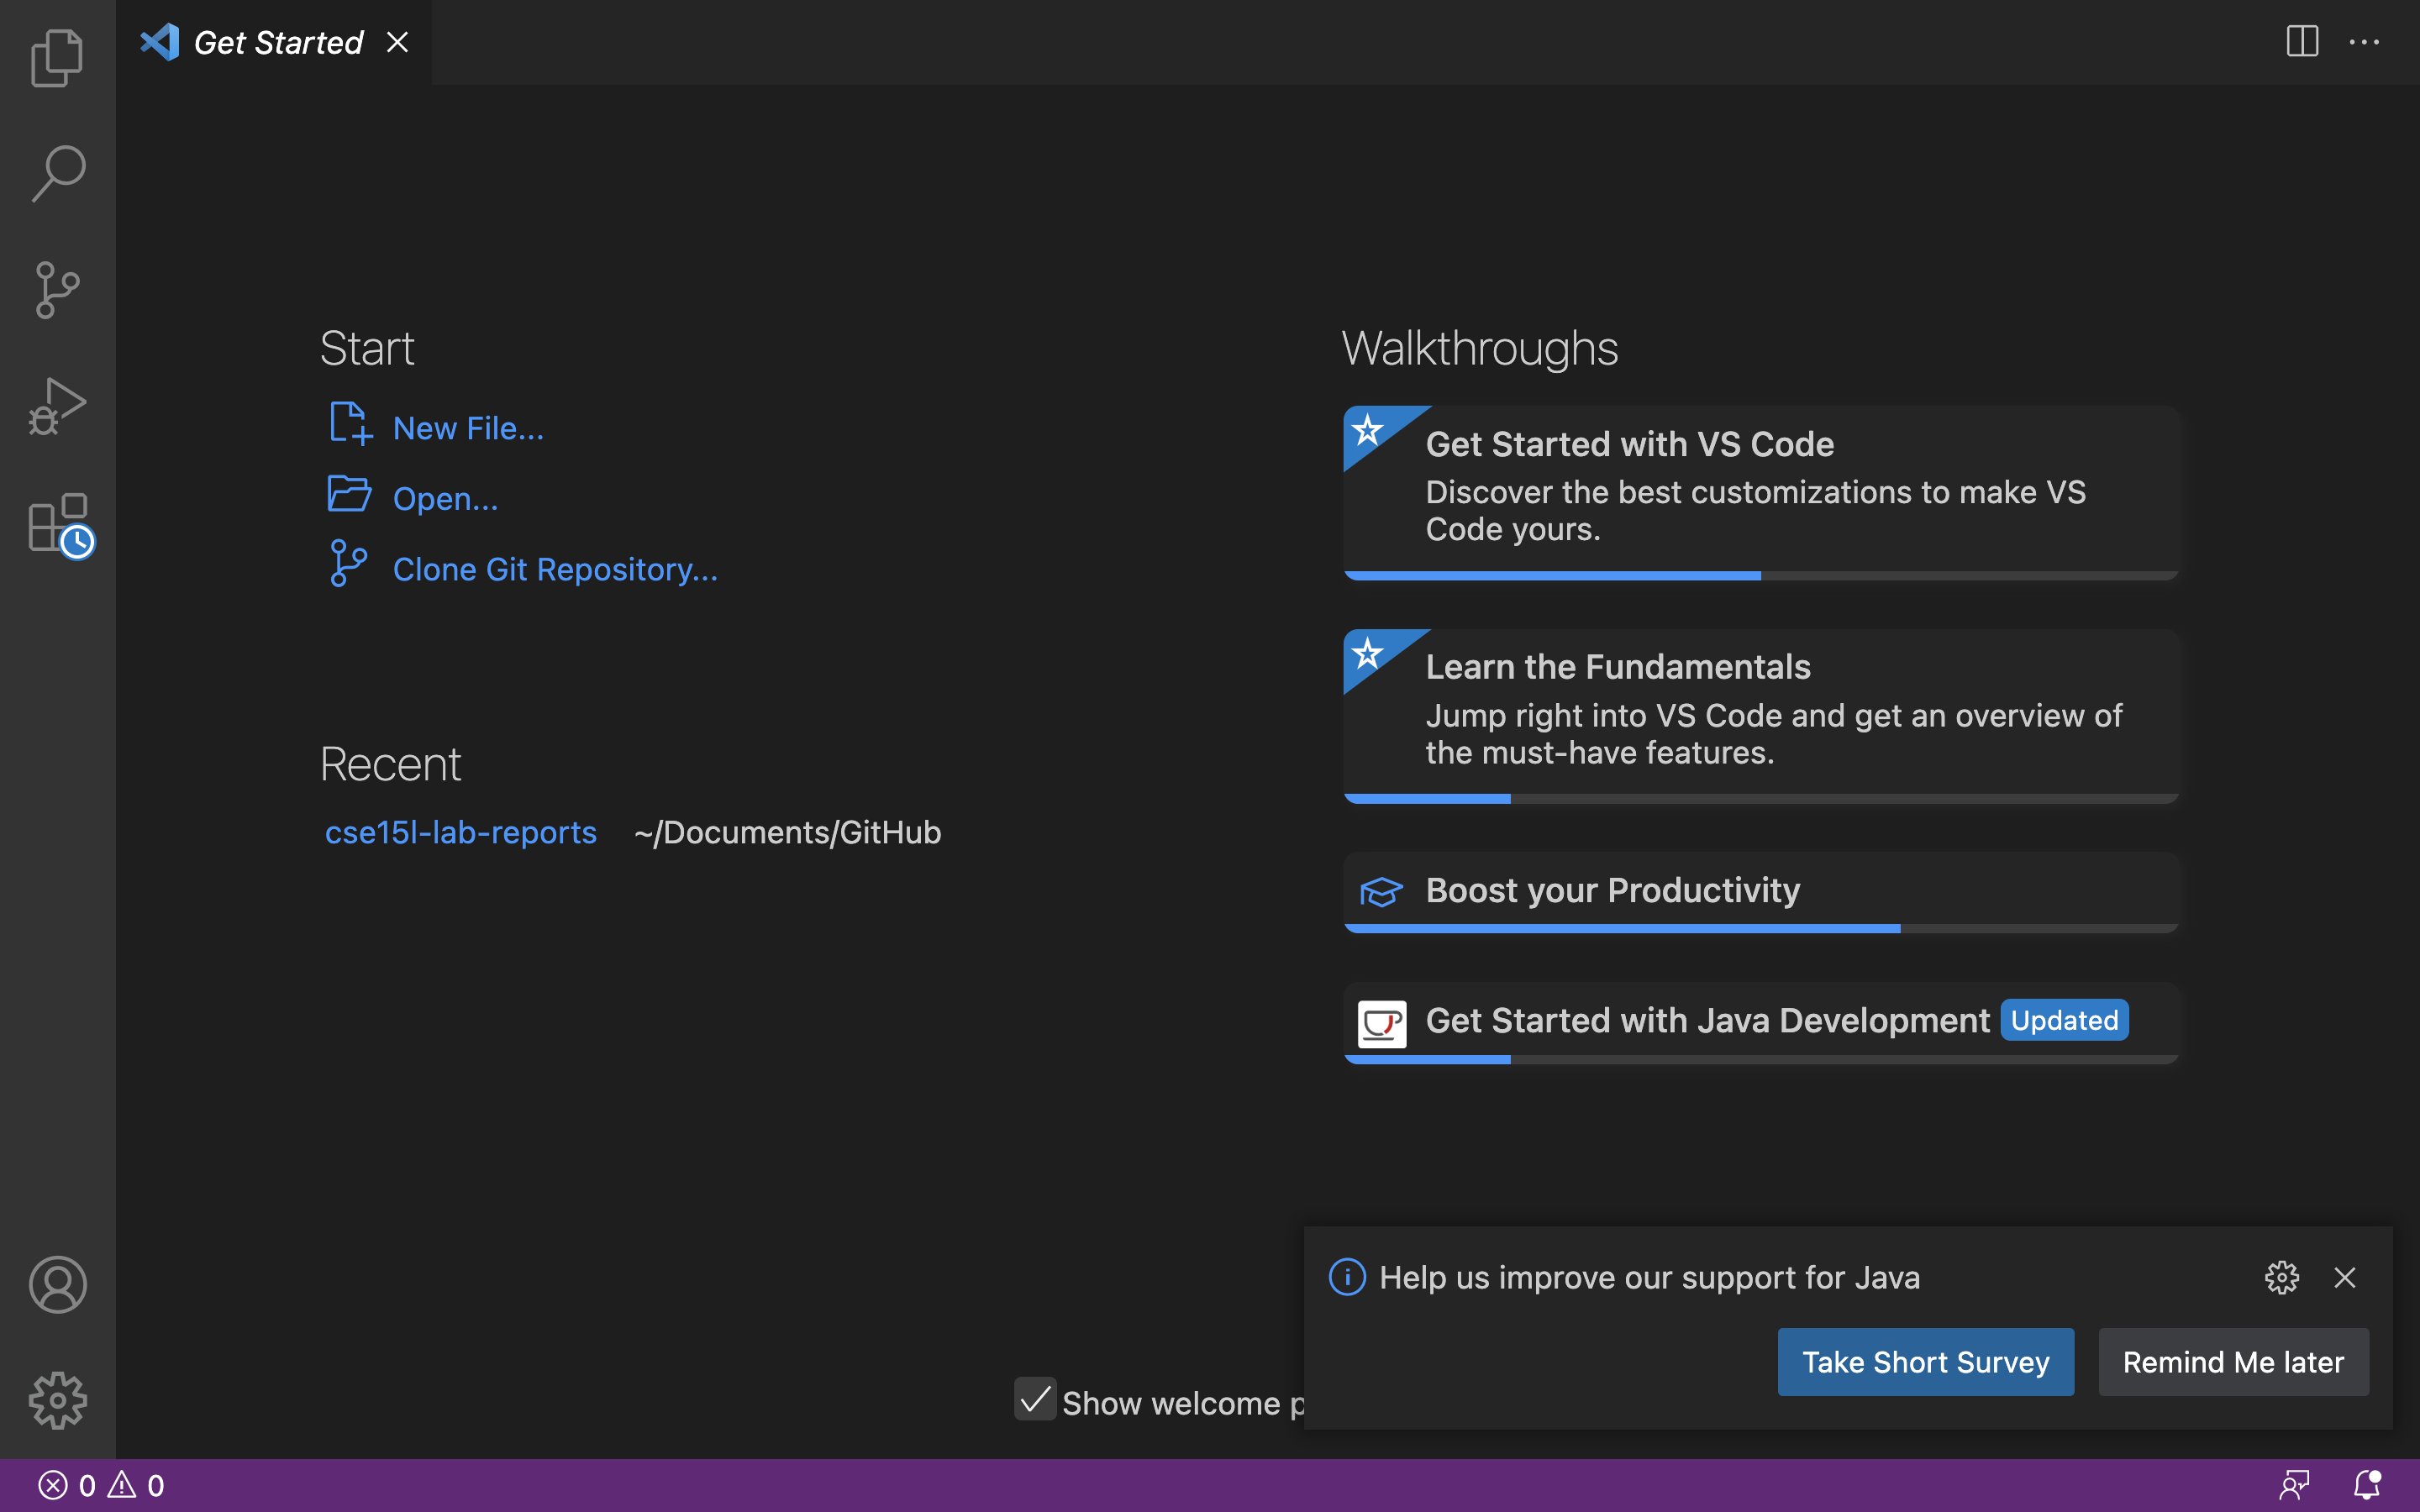 Get Started
Start
New File...
Open...
Clone Git Repository...
Recent
cse15l-lab-reports ~/Documents/GitHub
Walkthroughs
Get Started with VS Code
Discover the best customizations to make VS
Code yours.
Learn the Fundamentals
Jump right into VS Code and get an overview of
the must-have features.
Boost your Productivity
Get Started with Java Development Updated
Help us improve our support for Java
Take Short Survey Remind Me later
Show welcome p
0 0